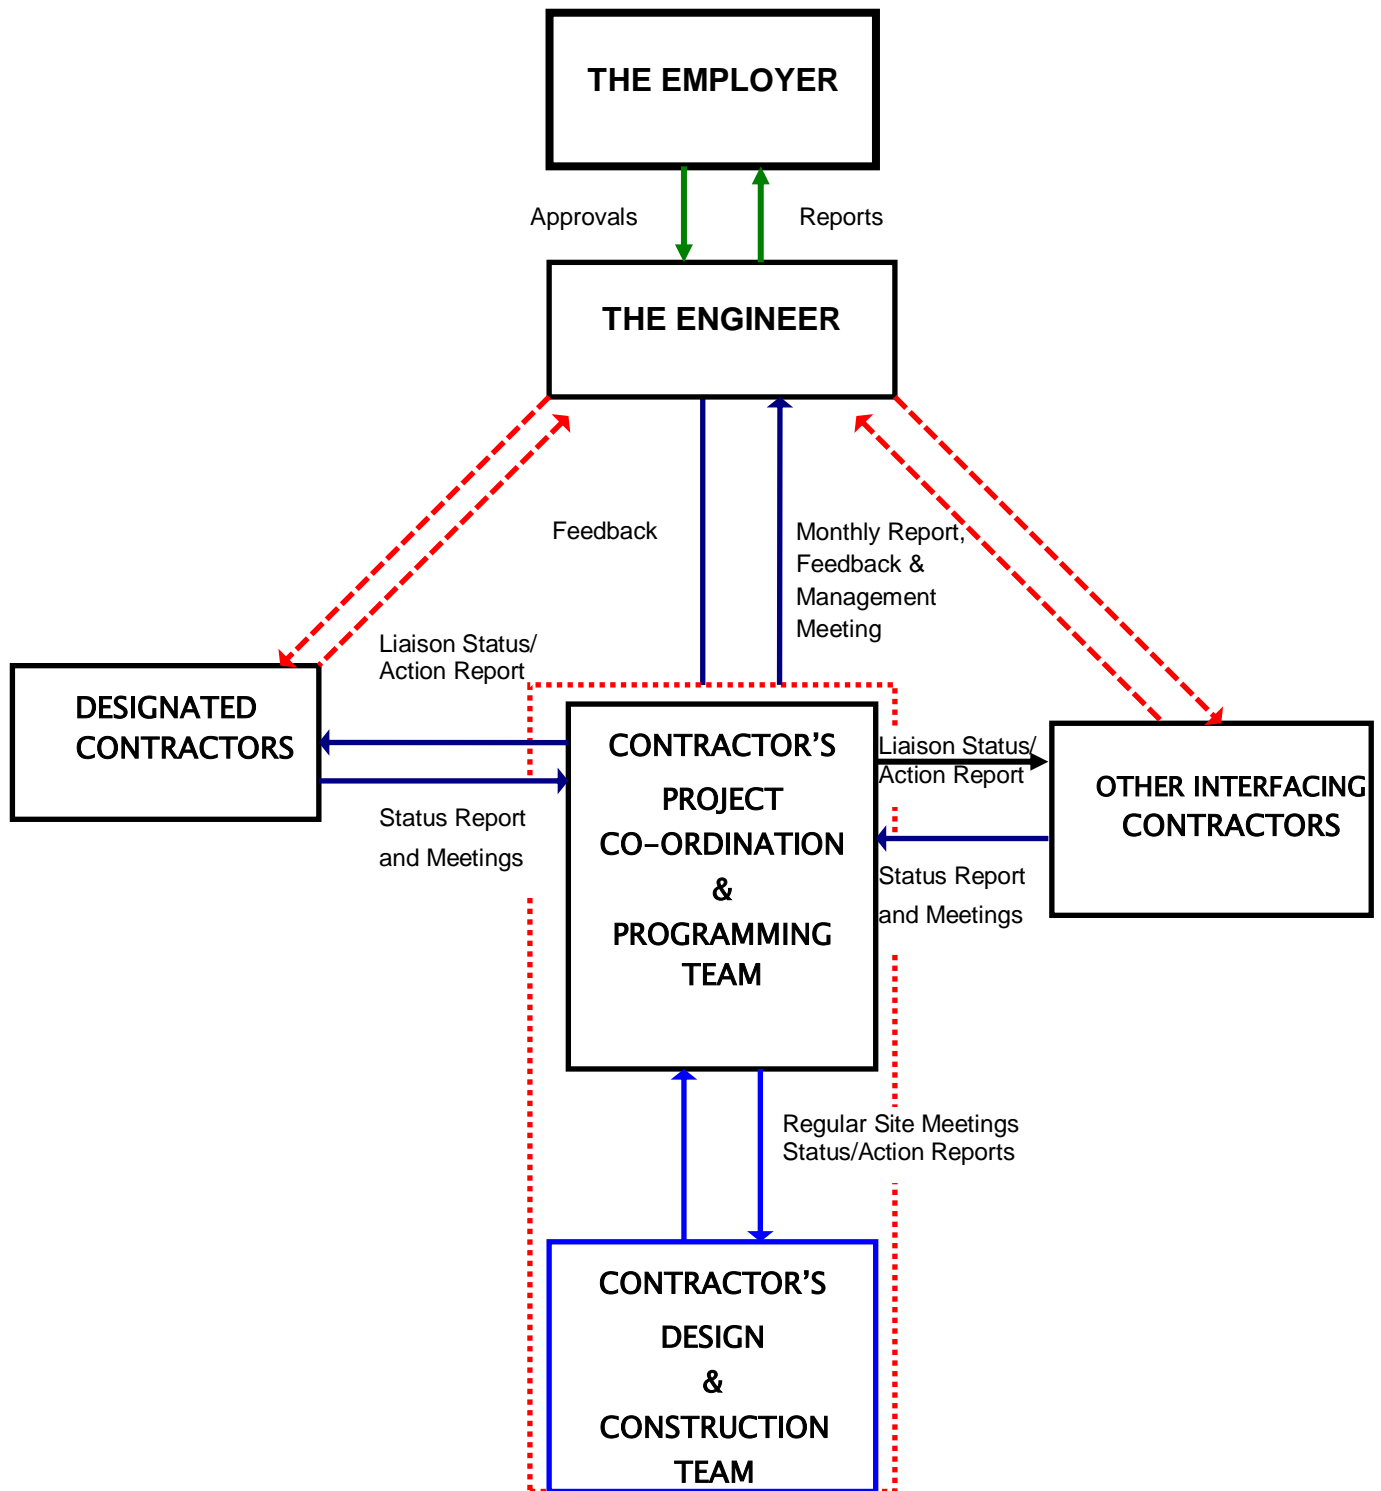 THE EMPLOYER
Approvals
Reports
THE ENGINEER
Feedback
Monthly Report,
Feedback &
Management
Meeting
Liaison Status/
Action Report
DESIGNATED
CONTRACTORS
Status Report
and Meetings
CONTRACTOR’S
PROJECT
CO-ORDINATION
&
PROGRAMMING
TEAM
Liaison Status/
Action Report
OTHER INTERFACING
CONTRACTORS
Status Report
and Meetings
Regular Site Meetings
Status/Action Reports
CONTRACTOR’S
DESIGN
&
CONSTRUCTION
TEAM